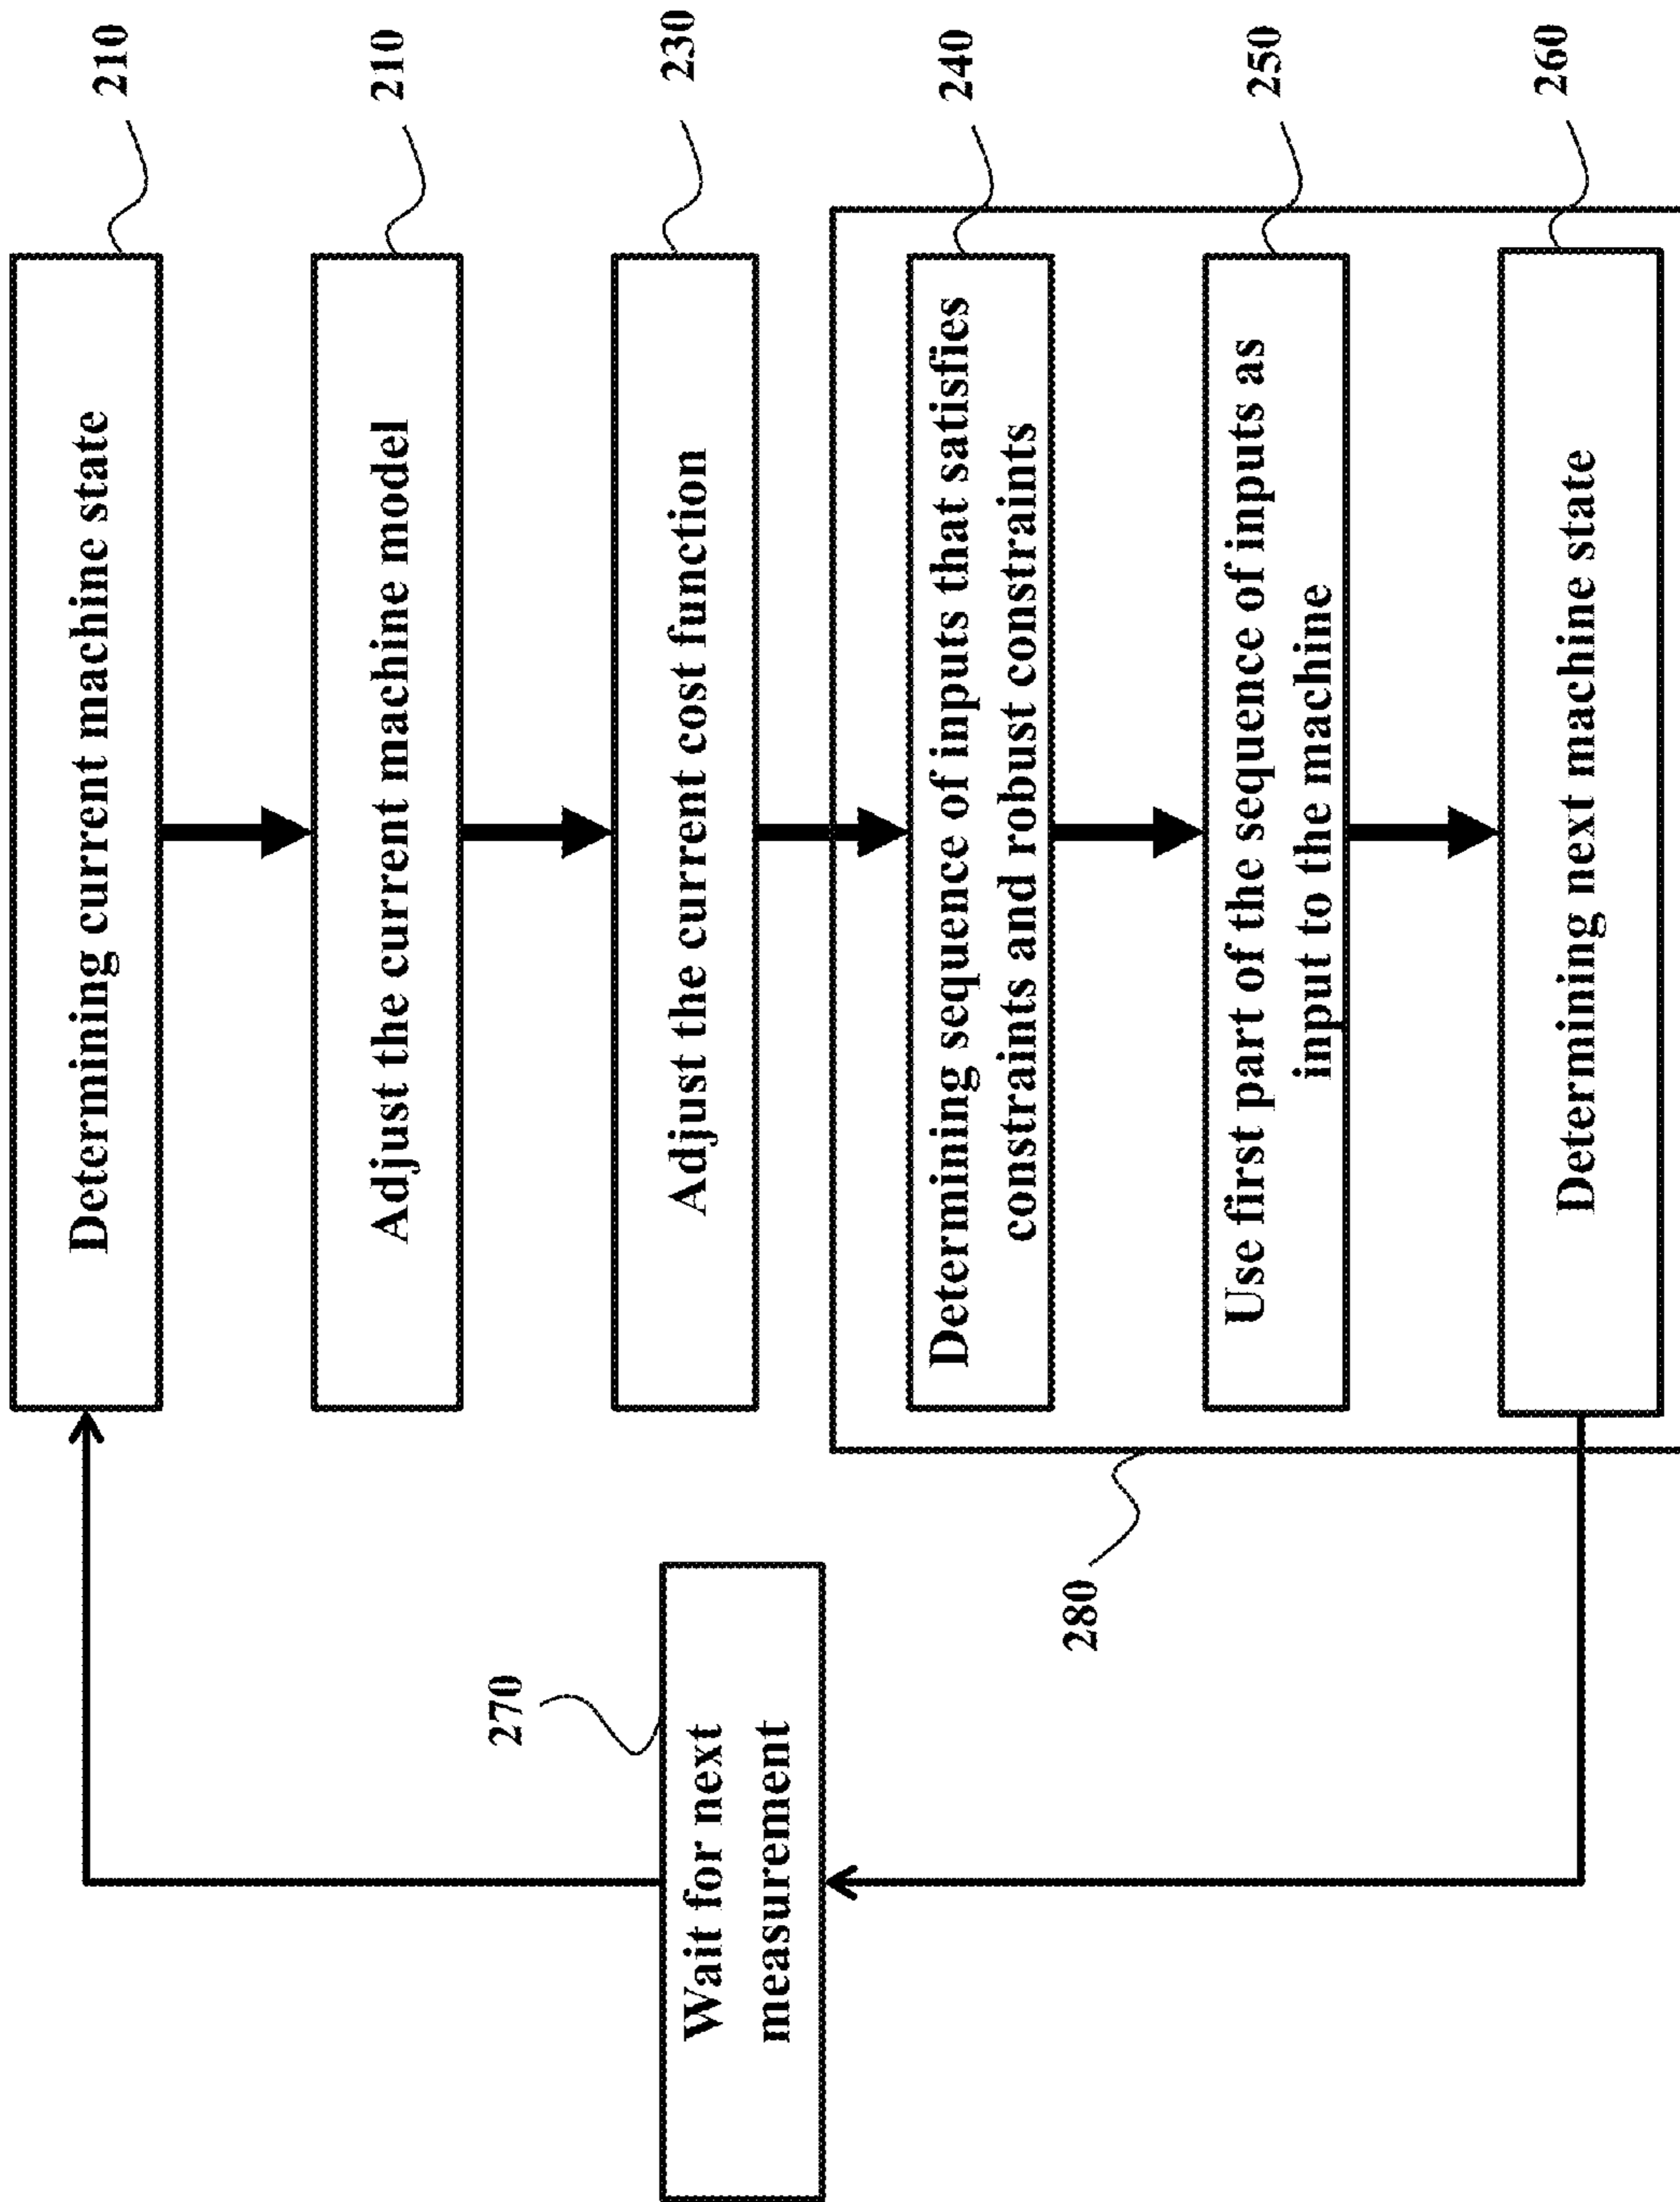 Determining current machine state
210
Adjust the current machine model
210
Adjust the current cost function
230
Determining sequence of inputs that satisfies
constraints and robust constraints
240
Use first part of the sequence of inputs as
input to the machine
250
Determining next machine state
260
Wait for next
measurement
270
280